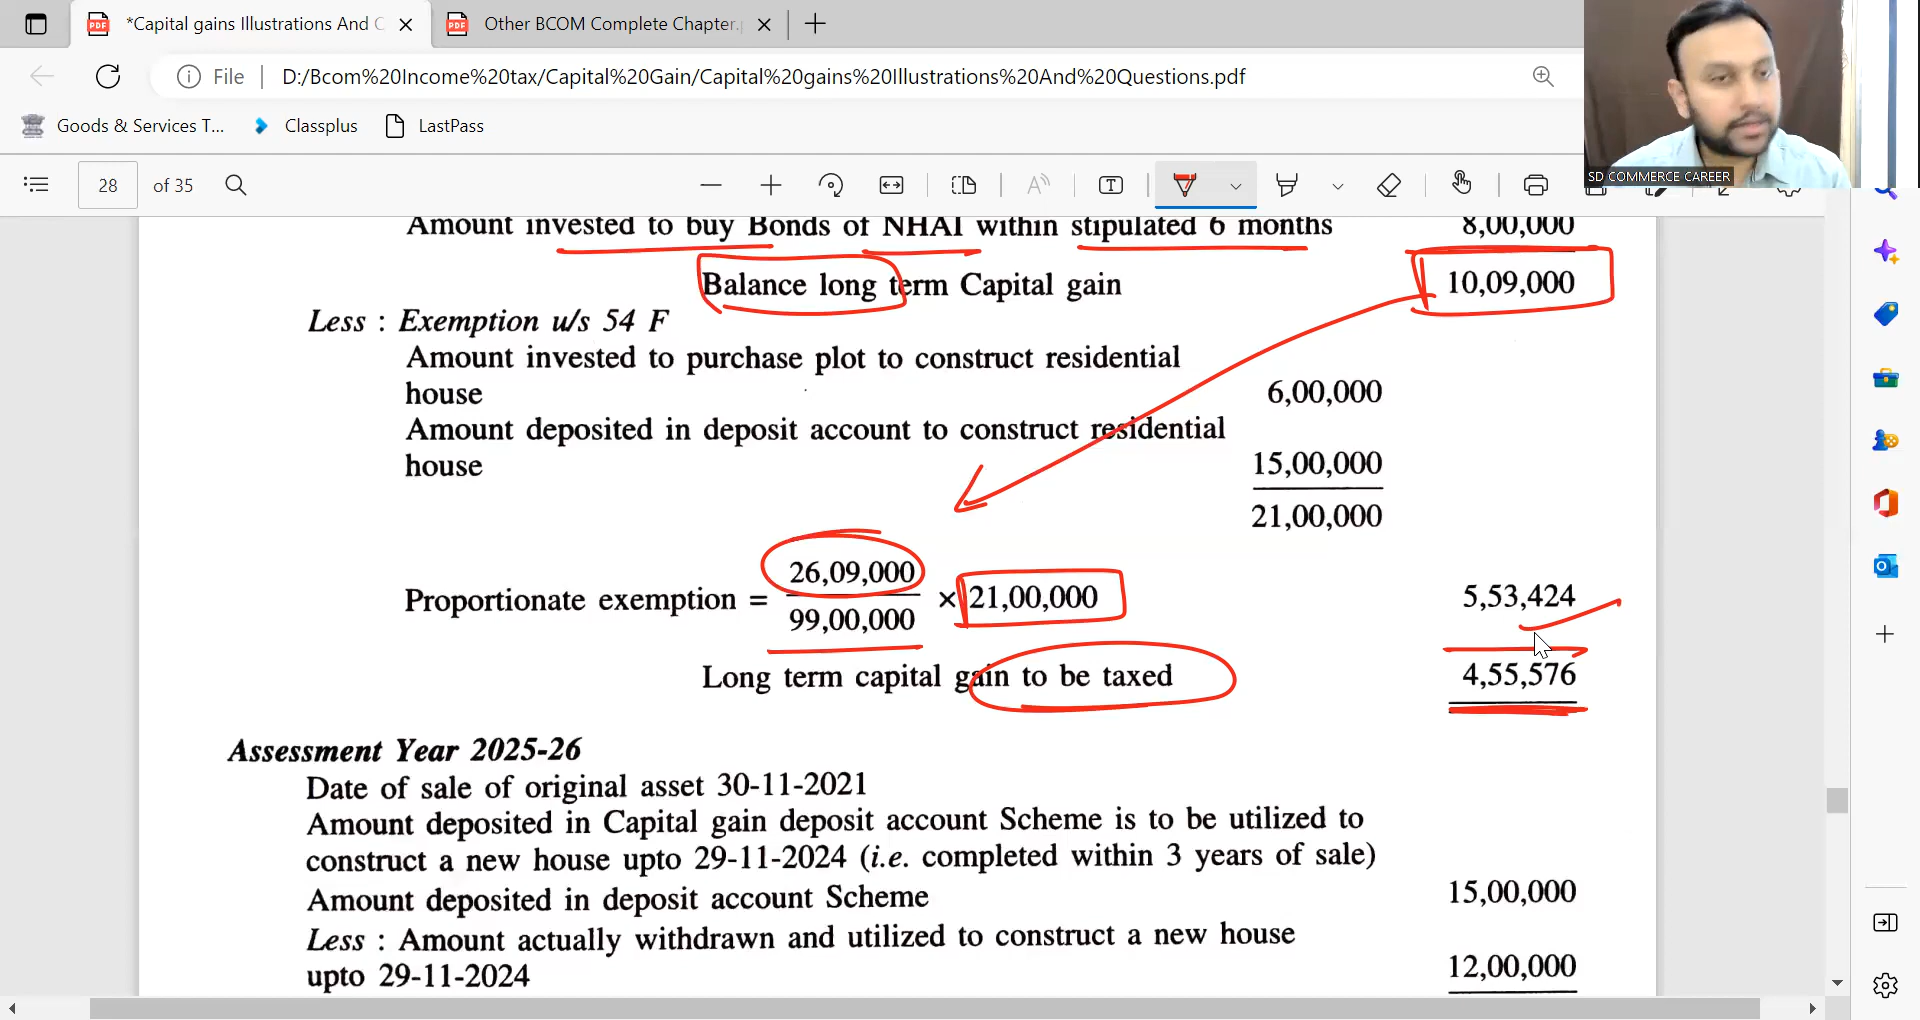 *Capital gains Illustrations And C
Other BCOM Complete Chapter.
File
D:/Bcom%20Income%20tax/Capital%20Gain/Capital%20gains%20Illustrations%20And%20Questions.pdf
Goods & Services T...
Classplus
LastPass
SD COMMERCE CAREER
28 of 35
Amount invested to buy Bonds of NHAI within stipulated 6 months 8,00,000
Balance long term Capital gain 10,09,000
Less : Exemption u/s 54 F
Amount invested to purchase plot to construct residential
house 6,00,000
Amount deposited in deposit account to construct residential
house 15,00,000
21,00,000
26,09,000
Proportionate exemption = × 21,00,000 5,53,424
99,00,000
Long term capital gain to be taxed 4,55,576
Assessment Year 2025-26
Date of sale of original asset 30-11-2021
Amount deposited in Capital gain deposit account Scheme is to be utilized to
construct a new house upto 29-11-2024 (i.e. completed within 3 years of sale)
Amount deposited in deposit account Scheme 15,00,000
Less : Amount actually withdrawn and utilized to construct a new house
upto 29-11-2024 12,00,000